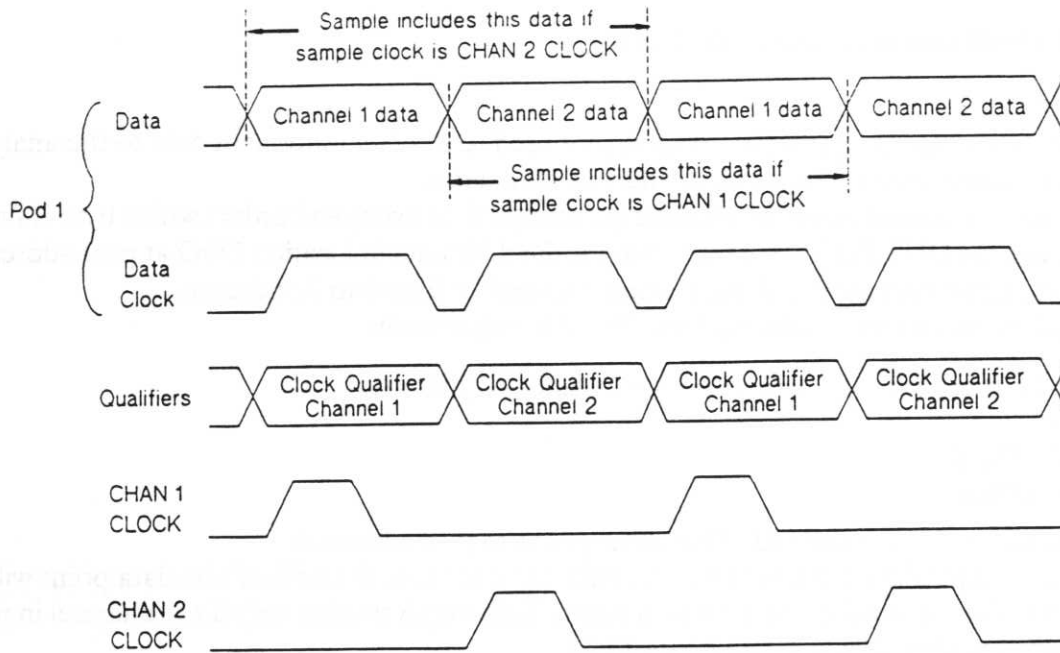 Sample includes this data if
sample clock is CHAN 2 CLOCK
Data
Channel 1 data
Channel 2 data
Channel 1 data
Channel 2 data
Sample includes this data if
sample clock is CHAN 1 CLOCK
Pod 1
Data
Clock
Qualifiers
Clock Qualifier
Channel 1
Clock Qualifier
Channel 2
Clock Qualifier
Channel 1
Clock Qualifier
Channel 2
CHAN 1
CLOCK
CHAN 2
CLOCK